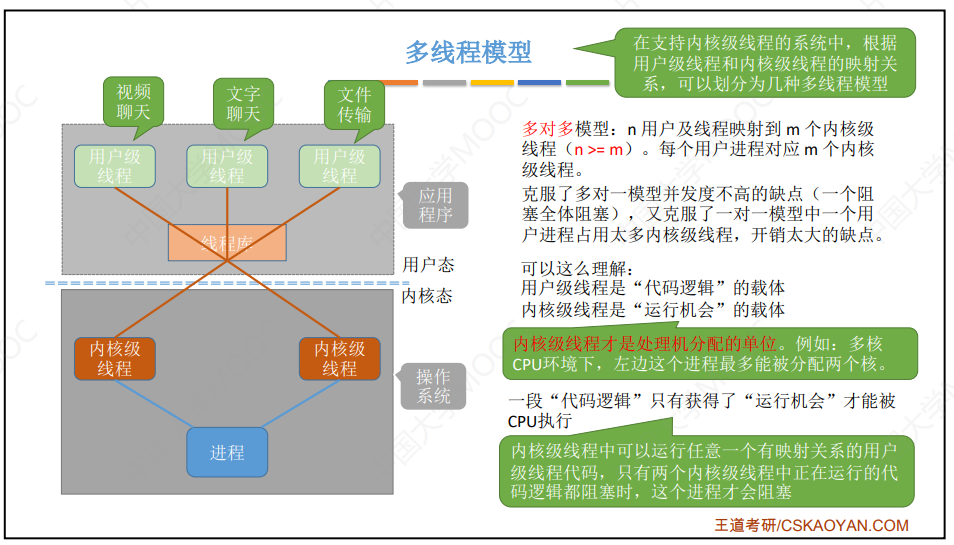 多线程模型
在支持内核级线程的系统中，根据
用户级线程和内核级线程的映射关
系，可以划分为几种多线程模型
视频
聊天
文字
聊天
文件
传输
用户级
线程
用户级
线程
用户级
线程
应用
程序
线程库
用户态
内核态
内核级
线程
内核级
线程
操作
系统
进程
多对多模型：n 用户及线程映射到 m 个内核级
线程（n >= m）。每个用户进程对应 m 个内核
级线程。
克服了多对一模型并发度不高的缺点（一个阻
塞全体阻塞），又克服了一对一模型中一个用
户进程占用太多内核级线程，开销太大的缺点。
可以这么理解：
用户级线程是“代码逻辑”的载体
内核级线程是“运行机会”的载体
内核级线程才是处理机分配的单位。例如：多核
CPU环境下，左边这个进程最多能被分配两个核。
一段“代码逻辑”只有获得了“运行机会”才能被
CPU执行
内核级线程中可以运行任意一个有映射关系的用户
级线程代码，只有两个内核级线程中正在运行的代
码逻辑都阻塞时，这个进程才会阻塞
王道考研/CSKAOYAN.COM